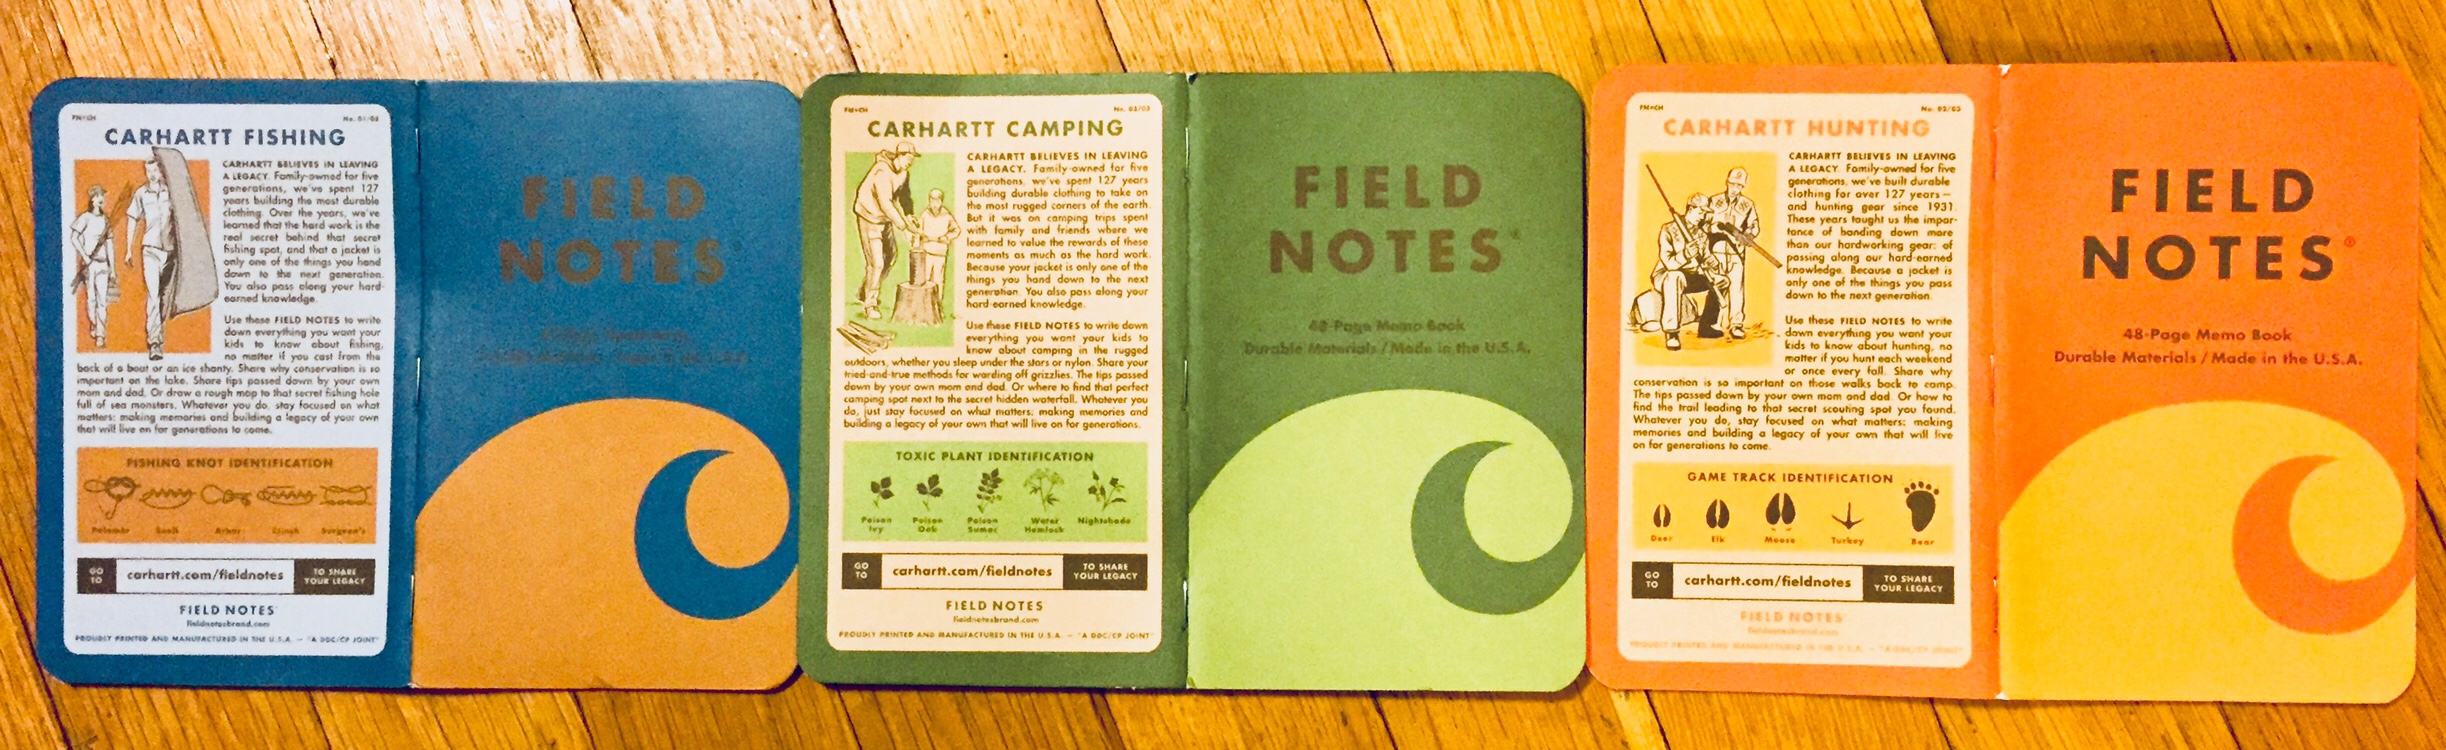 FN+CH
No. 01/03
CARHARTT FISHING
CARHARTT BELIEVES IN LEAVING
A LEGACY. Family-owned for five
generations, we've spent 127
years building the most durable
clothing. Over the years, we've
learned that the hard work is the
real secret behind that secret
fishing spot, and that a jacket is
only one of the things you hand
down to the next generation.
You also pass along your hard-
earned knowledge.
Use these FIELD NOTES to write
down everything you want your
kids to know about fishing,
no matter if you cast from the
back of a boat or an ice shanty. Share why conservation is so
important on the lake. Share tips passed down by your own
mom and dad. Or draw a rough map to that secret fishing hole
full of sea monsters. Whatever you do, stay focused on what
matters: making memories and building a legacy of your own
that will live on for generations to come.
FISHING KNOT IDENTIFICATION
Palomar Snell Arbor Clinch Surgeon's
GO TO
carhartt.com/fieldnotes
TO SHARE
YOUR LEGACY
FIELD NOTES
fieldnotesbrand.com
PROUDLY PRINTED AND MANUFACTURED IN THE U.S.A. — "A DDC/CP JOINT"
FIELD
NOTES
FN+CH
No. 03/03
CARHARTT CAMPING
CARHARTT BELIEVES IN LEAVING
A LEGACY. Family-owned for five
generations, we've spent 127 years
building durable clothing to take on
the most rugged corners of the earth.
But it was on camping trips spent
with family and friends where we
learned to value the rewards of these
moments as much as the hard work.
Because your jacket is only one of the
things you hand down to the next
generation. You also pass along your
hard-earned knowledge.
Use these FIELD NOTES to write down
everything you want your kids to
know about camping in the rugged
outdoors, whether you sleep under the stars or nylon. Share your
tried-and-true methods for warding off grizzlies. The tips passed
down by your own mom and dad. Or where to find that perfect
camping spot next to the secret hidden waterfall. Whatever you
do, just stay focused on what matters: making memories and
building a legacy of your own that will live on for generations.
TOXIC PLANT IDENTIFICATION
Poison Ivy
Poison Oak
Poison Sumac
Water Hemlock
Nightshade
GO TO
carhartt.com/fieldnotes
TO SHARE
YOUR LEGACY
FIELD NOTES
fieldnotesbrand.com
PROUDLY PRINTED AND MANUFACTURED IN THE U.S.A. — "A DDC/CP JOINT"
FIELD
NOTES®
48-Page Memo Book
Durable Materials / Made in the U.S.A.
FN+CH
No. 02/03
CARHARTT HUNTING
CARHARTT BELIEVES IN LEAVING
A LEGACY. Family-owned for five
generations, we've built durable
clothing for over 127 years—
and hunting gear since 1931.
These years taught us the impor-
tance of handing down more
than our hardworking gear: of
passing along our hard-earned
knowledge. Because a jacket is
only one of the things you pass
down to the next generation.
Use these FIELD NOTES to write
down everything you want your
kids to know about hunting, no
matter if you hunt each weekend
or once every fall. Share why
conservation is so important on those walks back to camp.
The tips passed down by your own mom and dad. Or how to
find the trail leading to that secret scouting spot you found.
Whatever you do, stay focused on what matters: making
memories and building a legacy of your own that will live
on for generations to come.
GAME TRACK IDENTIFICATION
Deer Elk Moose Turkey Bear
GO TO
carhartt.com/fieldnotes
TO SHARE
YOUR LEGACY
FIELD NOTES
fieldnotesbrand.com
PROUDLY PRINTED AND MANUFACTURED IN THE U.S.A. — "A DDC/CP JOINT"
FIELD
NOTES®
48-Page Memo Book
Durable Materials / Made in the U.S.A.